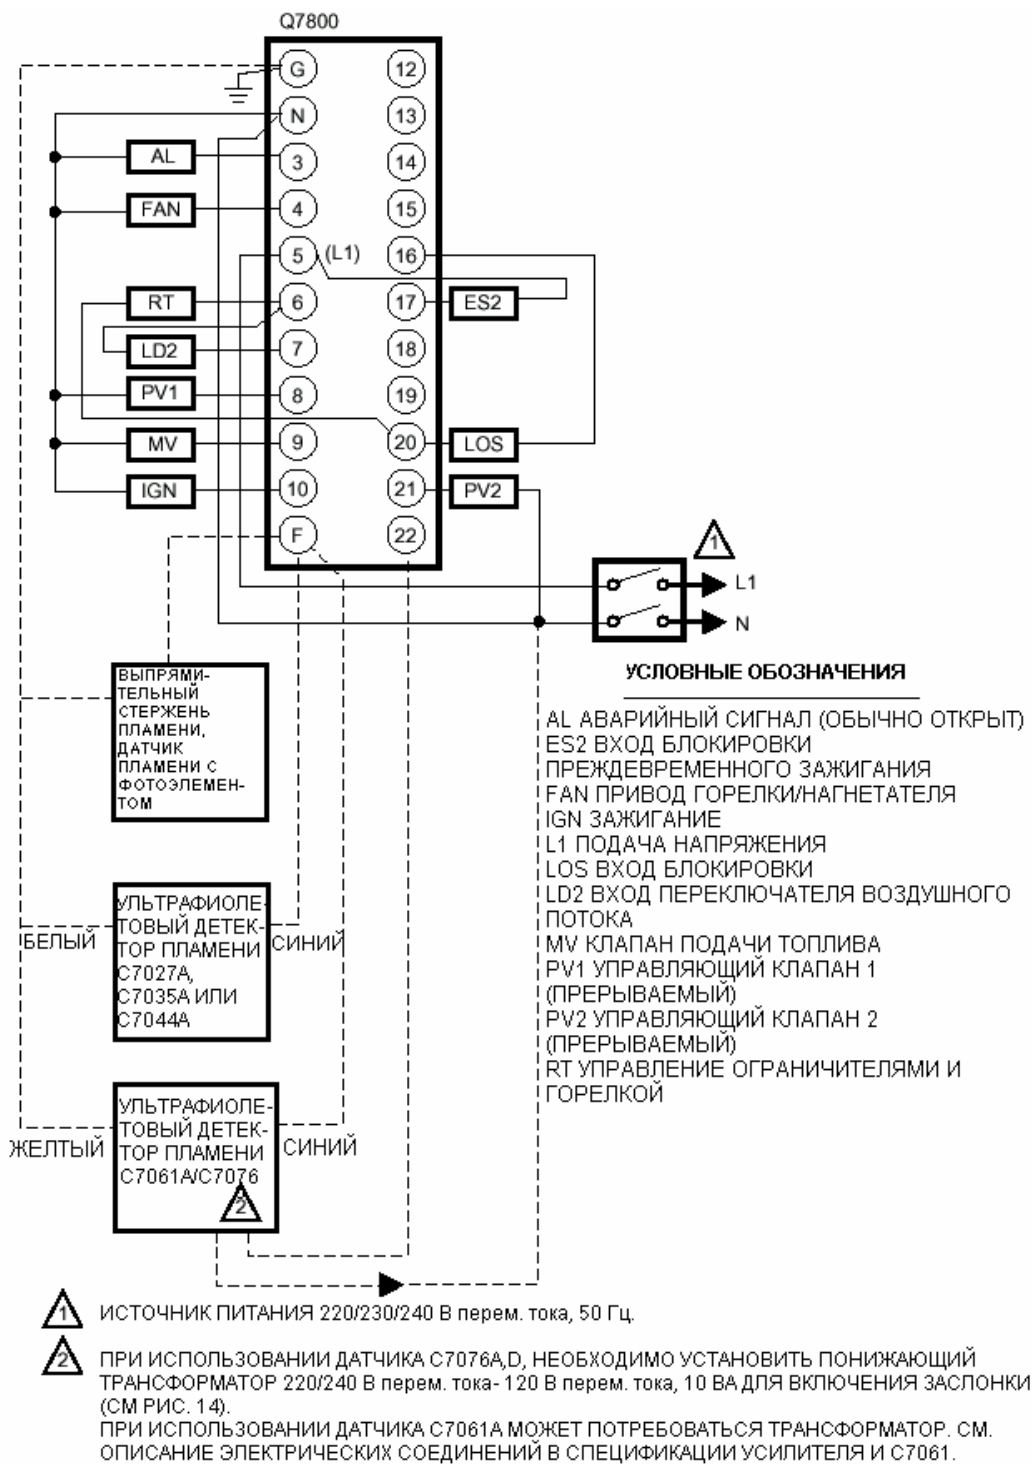 Q7800
G 12
N 13
AL 3 14
FAN 4 15
5 (L1) 16
RT 6 17 ES2
LD2 7 18
PV1 8 19
MV 9 20 LOS
IGN 10 21 PV2
F 22
1
L1
N
ВЫПРЯМИ-
ТЕЛЬНЫЙ
СТЕРЖЕНЬ
ПЛАМЕНИ,
ДАТЧИК
ПЛАМЕНИ С
ФОТОЭЛЕМЕН-
ТОМ
УЛЬТРАФИОЛЕ-
ТОВЫЙ ДЕТЕК-
ТОР ПЛАМЕНИ
C7027A,
C7035A ИЛИ
C7044A
БЕЛЫЙ
СИНИЙ
УЛЬТРАФИОЛЕ-
ТОВЫЙ ДЕТЕК-
ТОР ПЛАМЕНИ
C7061A/C7076
2
ЖЕЛТЫЙ
СИНИЙ
УСЛОВНЫЕ ОБОЗНАЧЕНИЯ
AL АВАРИЙНЫЙ СИГНАЛ (ОБЫЧНО ОТКРЫТ)
ES2 ВХОД БЛОКИРОВКИ
ПРЕЖДЕВРЕМЕННОГО ЗАЖИГАНИЯ
FAN ПРИВОД ГОРЕЛКИ/НАГНЕТАТЕЛЯ
IGN ЗАЖИГАНИЕ
L1 ПОДАЧА НАПРЯЖЕНИЯ
LOS ВХОД БЛОКИРОВКИ
LD2 ВХОД ПЕРЕКЛЮЧАТЕЛЯ ВОЗДУШНОГО
ПОТОКА
MV КЛАПАН ПОДАЧИ ТОПЛИВА
PV1 УПРАВЛЯЮЩИЙ КЛАПАН 1
(ПРЕРЫВАЕМЫЙ)
PV2 УПРАВЛЯЮЩИЙ КЛАПАН 2
(ПРЕРЫВАЕМЫЙ)
RT УПРАВЛЕНИЕ ОГРАНИЧИТЕЛЯМИ И
ГОРЕЛКОЙ
1 ИСТОЧНИК ПИТАНИЯ 220/230/240 В перем. тока, 50 Гц.
2 ПРИ ИСПОЛЬЗОВАНИИ ДАТЧИКА C7076A,D, НЕОБХОДИМО УСТАНОВИТЬ ПОНИЖАЮЩИЙ
ТРАНСФОРМАТОР 220/240 В перем. тока- 120 В перем. тока, 10 ВА ДЛЯ ВКЛЮЧЕНИЯ ЗАСЛОНКИ
(СМ РИС. 14).
ПРИ ИСПОЛЬЗОВАНИИ ДАТЧИКА C7061A МОЖЕТ ПОТРЕБОВАТЬСЯ ТРАНСФОРМАТОР. СМ.
ОПИСАНИЕ ЭЛЕКТРИЧЕСКИХ СОЕДИНЕНИЙ В СПЕЦИФИКАЦИИ УСИЛИТЕЛЯ И C7061.